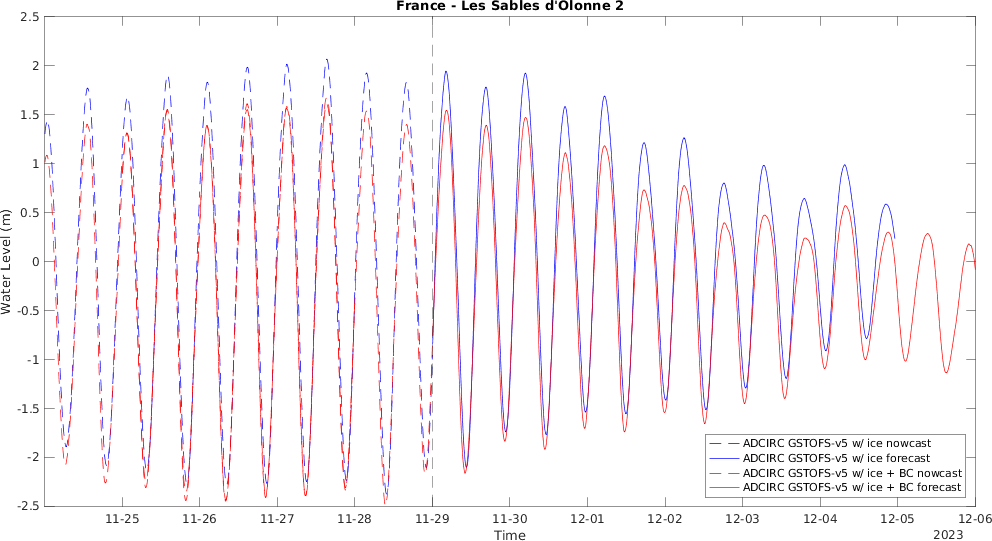 France - Les Sables d'Olonne 2
2.5
2
1.5
1
0.5
0
-0.5
-1
-1.5
-2
-2.5
Water Level (m)
ADCIRC GSTOFS-v5 w/ ice nowcast
ADCIRC GSTOFS-v5 w/ ice forecast
ADCIRC GSTOFS-v5 w/ ice + BC nowcast
ADCIRC GSTOFS-v5 w/ ice + BC forecast
11-25 11-26 11-27 11-28 11-29 11-30 12-01 12-02 12-03 12-04 12-05 12-06
Time
2023